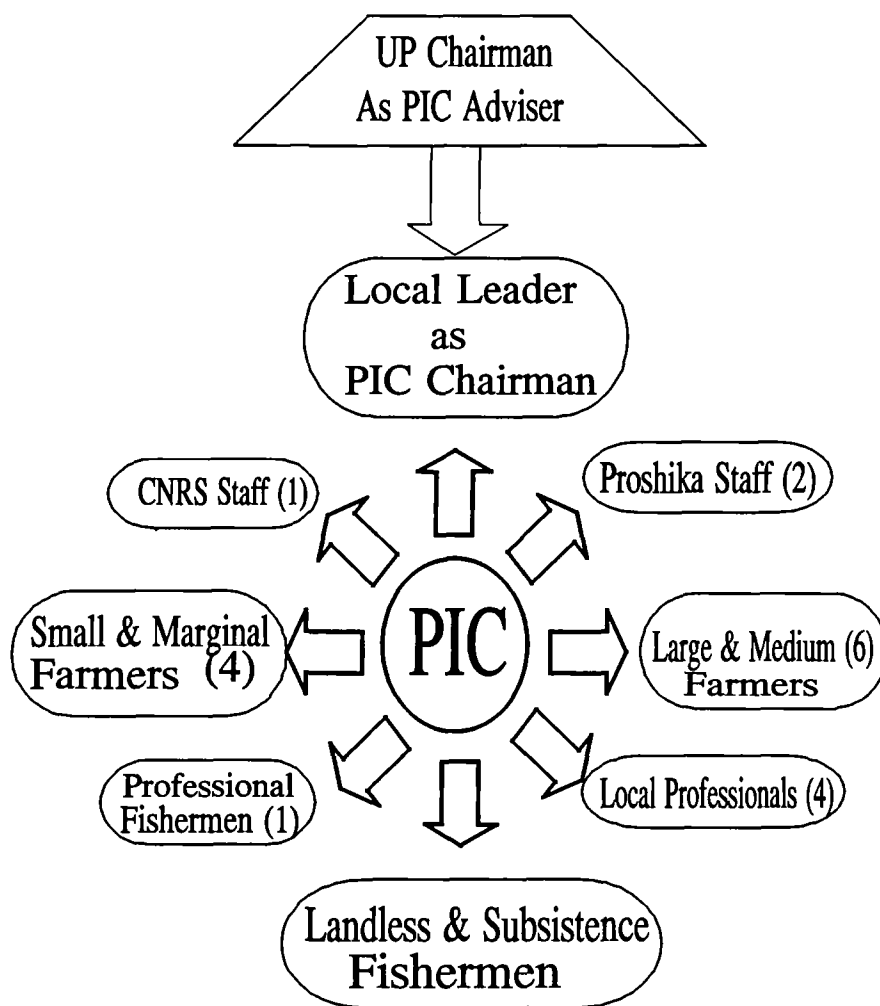 UP Chairman
As PIC Adviser
Local Leader
as
PIC Chairman
CNRS Staff (1)
Proshika Staff (2)
Small & Marginal
Farmers (4)
PIC
Large & Medium (6)
Farmers
Professional
Fishermen (1)
Local Professionals (4)
Landless & Subsistence
Fishermen